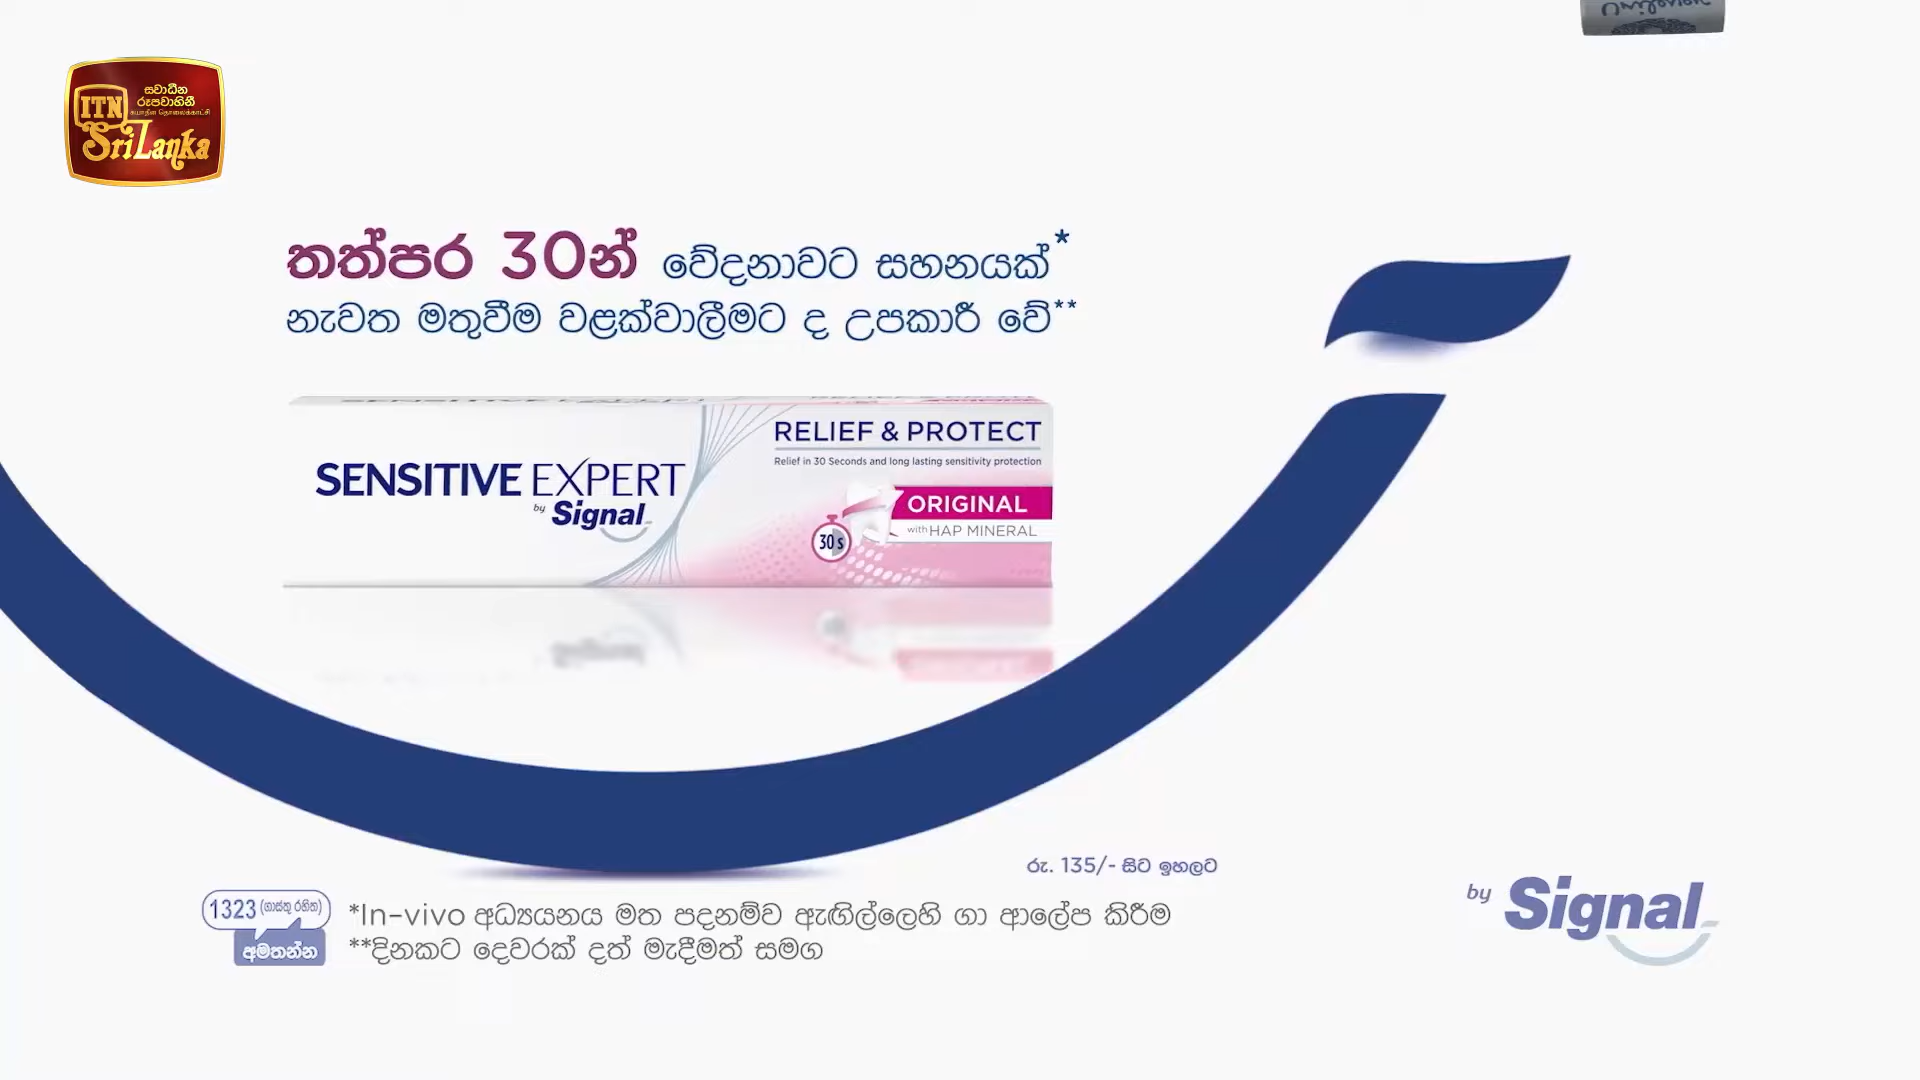 Unilever
සවාධීන
රූපවාහිනී
சுயாதீன தொலைக்காட்சி
ITN
SriLanka
තත්පර 30න් වේදනාවට සහනයක්*
නැවත මතුවීම වළක්වාලීමට ද උපකාරී වේ**
RELIEF & PROTECT
Relief in 30 Seconds and long lasting sensitivity protection
SENSITIVE EXPERT
by Signal
ORIGINAL
with HAP MINERAL
30 s
රු. 135/- සිට ඉහලට
1323 (ගාස්තු රහිත)
අමතන්න
*In-vivo අධ්‍යයනය මත පදනම්ව ඇඟිල්ලෙහි ගා ආලේප කිරීම
**දිනකට දෙවරක් දත් මැදීමත් සමග
by Signal